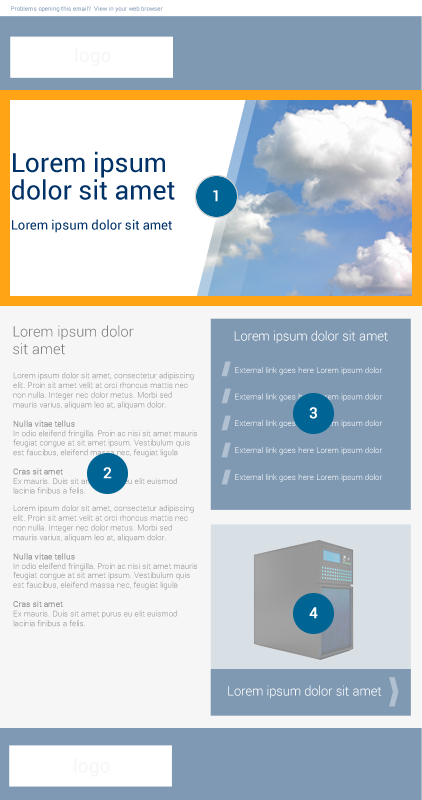 Problems opening this email? View in your web browser
logo
Lorem ipsum
dolor sit amet
Lorem ipsum dolor sit amet
1
Lorem ipsum dolor
sit amet
Lorem ipsum dolor sit amet, consectetur adipiscing
elit. Proin sit amet velit at orci rhoncus mattis nec
non nulla. Integer nec dolor metus. Morbi sed
mauris varius, aliquam leo at, aliquam dolor.
Nulla vitae tellus
In odio eleifend fringilla. Proin ac nisi sit amet mauris
feugiat congue at sit amet ipsum. Vestibulum quis
est faucibus, eleifend massa nec, feugiat ligula
Cras sit amet
Ex mauris. Duis sit amet purus eu elit euismod
lacinia finibus a felis.
2
Lorem ipsum dolor sit amet, consectetur adipiscing
elit. Proin sit amet velit at orci rhoncus mattis nec
non nulla. Integer nec dolor metus. Morbi sed
mauris varius, aliquam leo at, aliquam dolor.
Nulla vitae tellus
In odio eleifend fringilla. Proin ac nisi sit amet mauris
feugiat congue at sit amet ipsum. Vestibulum quis
est faucibus, eleifend massa nec, feugiat ligula
Cras sit amet
Ex mauris. Duis sit amet purus eu elit euismod
lacinia finibus a felis.
Lorem ipsum dolor sit amet
External link goes here Lorem ipsum dolor
External link goes here Lorem ipsum dolor
External link goes here Lorem ipsum dolor
External link goes here Lorem ipsum dolor
External link goes here Lorem ipsum dolor
3
4
Lorem ipsum dolor sit amet
logo